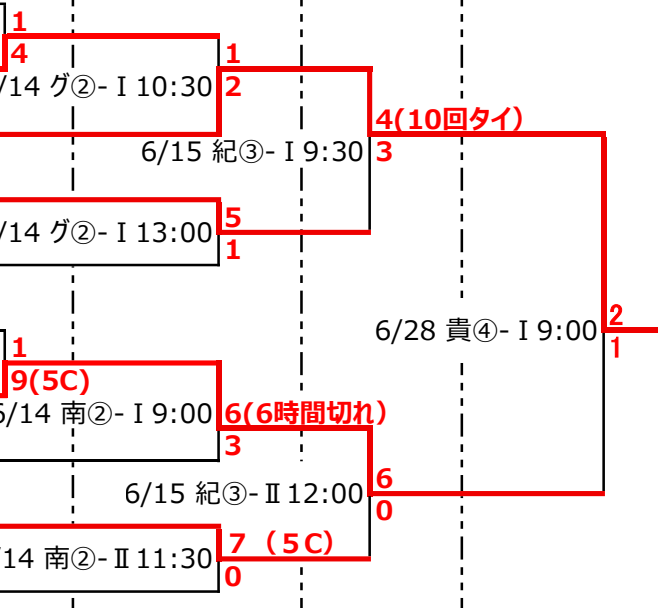 1
4
/14 グ②-Ⅰ10:30
1
2
4(10回タイ)
6/15 紀③-Ⅰ9:30
3
/14 グ②-Ⅰ13:00
5
1
6/28 貴④-Ⅰ9:00
2
1
1
9(5C)
6/14 南②-Ⅰ9:00
6(6時間切れ)
3
6/15 紀③-Ⅱ12:00
6
0
/14 南②-Ⅱ11:30
7（5C）
0